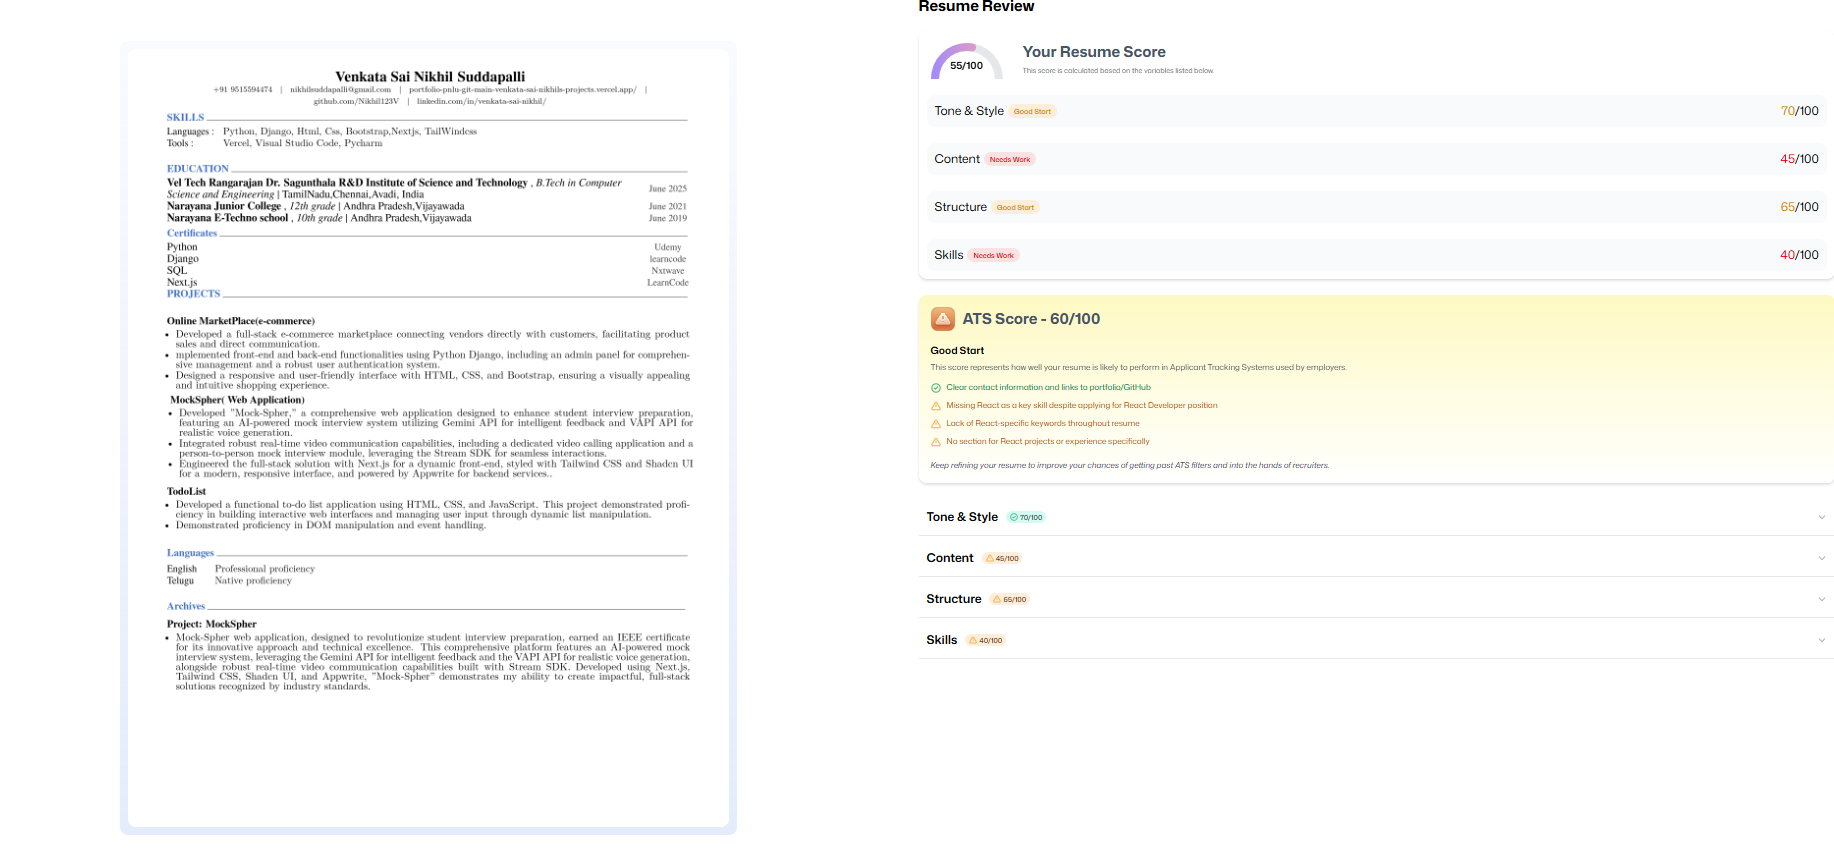 Venkata Sai Nikhil Suddapalli
+91 9515594474 | nikhilsuddapalli@gmail.com | portfolio-pnlu-git-main-venkata-sai-nikhils-projects.vercel.app/ |
github.com/Nikhil123V | linkedin.com/in/venkata-sai-nikhil/
SKILLS
Languages : Python, Django, Html, Css, Bootstrap,Nextjs, TailWindcss
Tools : Vercel, Visual Studio Code, Pycharm
EDUCATION
Vel Tech Rangarajan Dr. Sagunthala R&D Institute of Science and Technology , B.Tech in Computer
Science and Engineering | TamilNadu,Chennai,Avadi, India June 2025
Narayana Junior College , 12th grade | Andhra Pradesh,Vijayawada June 2021
Narayana E-Techno school , 10th grade | Andhra Pradesh,Vijayawada June 2019
Certificates
Python Udemy
Django learncode
SQL Nxtwave
Next.js LearnCode
PROJECTS
Online MarketPlace(e-commerce)
• Developed a full-stack e-commerce marketplace connecting vendors directly with customers, facilitating product
sales and direct communication.
• mplemented front-end and back-end functionalities using Python Django, including an admin panel for comprehen-
sive management and a robust user authentication system.
• Designed a responsive and user-friendly interface with HTML, CSS, and Bootstrap, ensuring a visually appealing
and intuitive shopping experience.
MockSpher( Web Application)
• Developed "Mock-Spher," a comprehensive web application designed to enhance student interview preparation,
featuring an AI-powered mock interview system utilizing Gemini API for intelligent feedback and VAPI API for
realistic voice generation.
• Integrated robust real-time video communication capabilities, including a dedicated video calling application and a
person-to-person mock interview module, leveraging the Stream SDK for seamless interactions.
• Engineered the full-stack solution with Next.js for a dynamic front-end, styled with Tailwind CSS and Shadcn UI
for a modern, responsive interface, and powered by Appwrite for backend services..
TodoList
• Developed a functional to-do list application using HTML, CSS, and JavaScript. This project demonstrated profi-
ciency in building interactive web interfaces and managing user input through dynamic list manipulation.
• Demonstrated proficiency in DOM manipulation and event handling.
Languages
English Professional proficiency
Telugu Native proficiency
Archives
Project: MockSpher
• Mock-Spher web application, designed to revolutionize student interview preparation, earned an IEEE certificate
for its innovative approach and technical excellence. This comprehensive platform features an AI-powered mock
interview system, leveraging the Gemini API for intelligent feedback and the VAPI API for realistic voice generation,
alongside robust real-time video communication capabilities built with Stream SDK. Developed using Next.js,
Tailwind CSS, Shadcn UI, and Appwrite, "Mock-Spher" demonstrates my ability to create impactful, full-stack
solutions recognized by industry standards.
Resume Review
55/100
Your Resume Score
This score is calculated based on the variables listed below.
Tone & Style Good Start 70/100
Content Needs Work 45/100
Structure Good Start 65/100
Skills Needs Work 40/100
ATS Score - 60/100
Good Start
This score represents how well your resume is likely to perform in Applicant Tracking Systems used by employers.
Clear contact information and links to portfolio/GitHub
Missing React as a key skill despite applying for React Developer position
Lack of React-specific keywords throughout resume
No section for React projects or experience specifically
Keep refining your resume to improve your chances of getting past ATS filters and into the hands of recruiters.
Tone & Style 70/100
Content 45/100
Structure 65/100
Skills 40/100